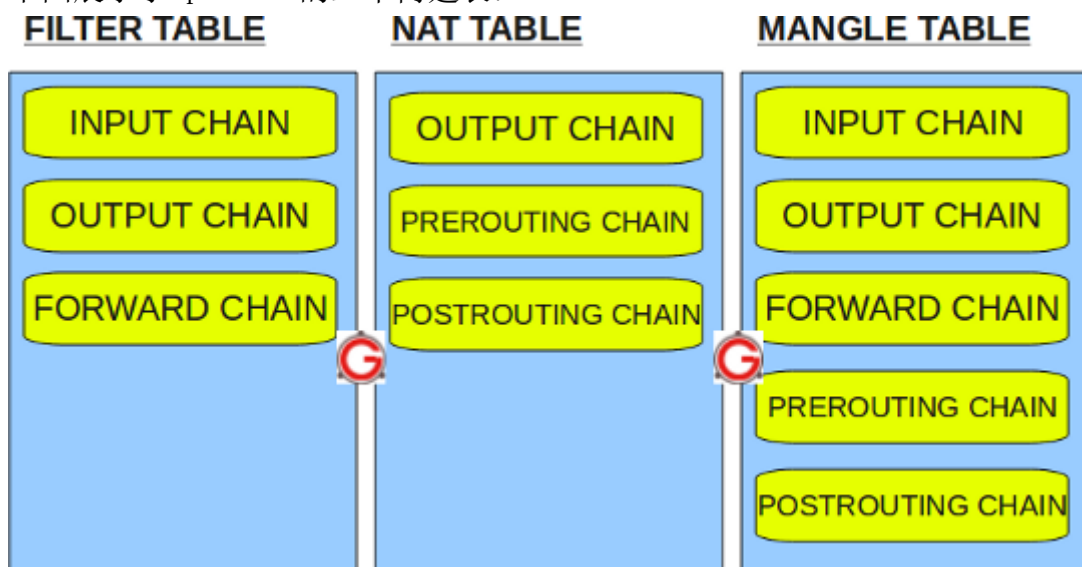 FILTER TABLE
INPUT CHAIN
OUTPUT CHAIN
FORWARD CHAIN
NAT TABLE
OUTPUT CHAIN
PREROUTING CHAIN
POSTROUTING CHAIN
MANGLE TABLE
INPUT CHAIN
OUTPUT CHAIN
FORWARD CHAIN
PREROUTING CHAIN
POSTROUTING CHAIN
G
G